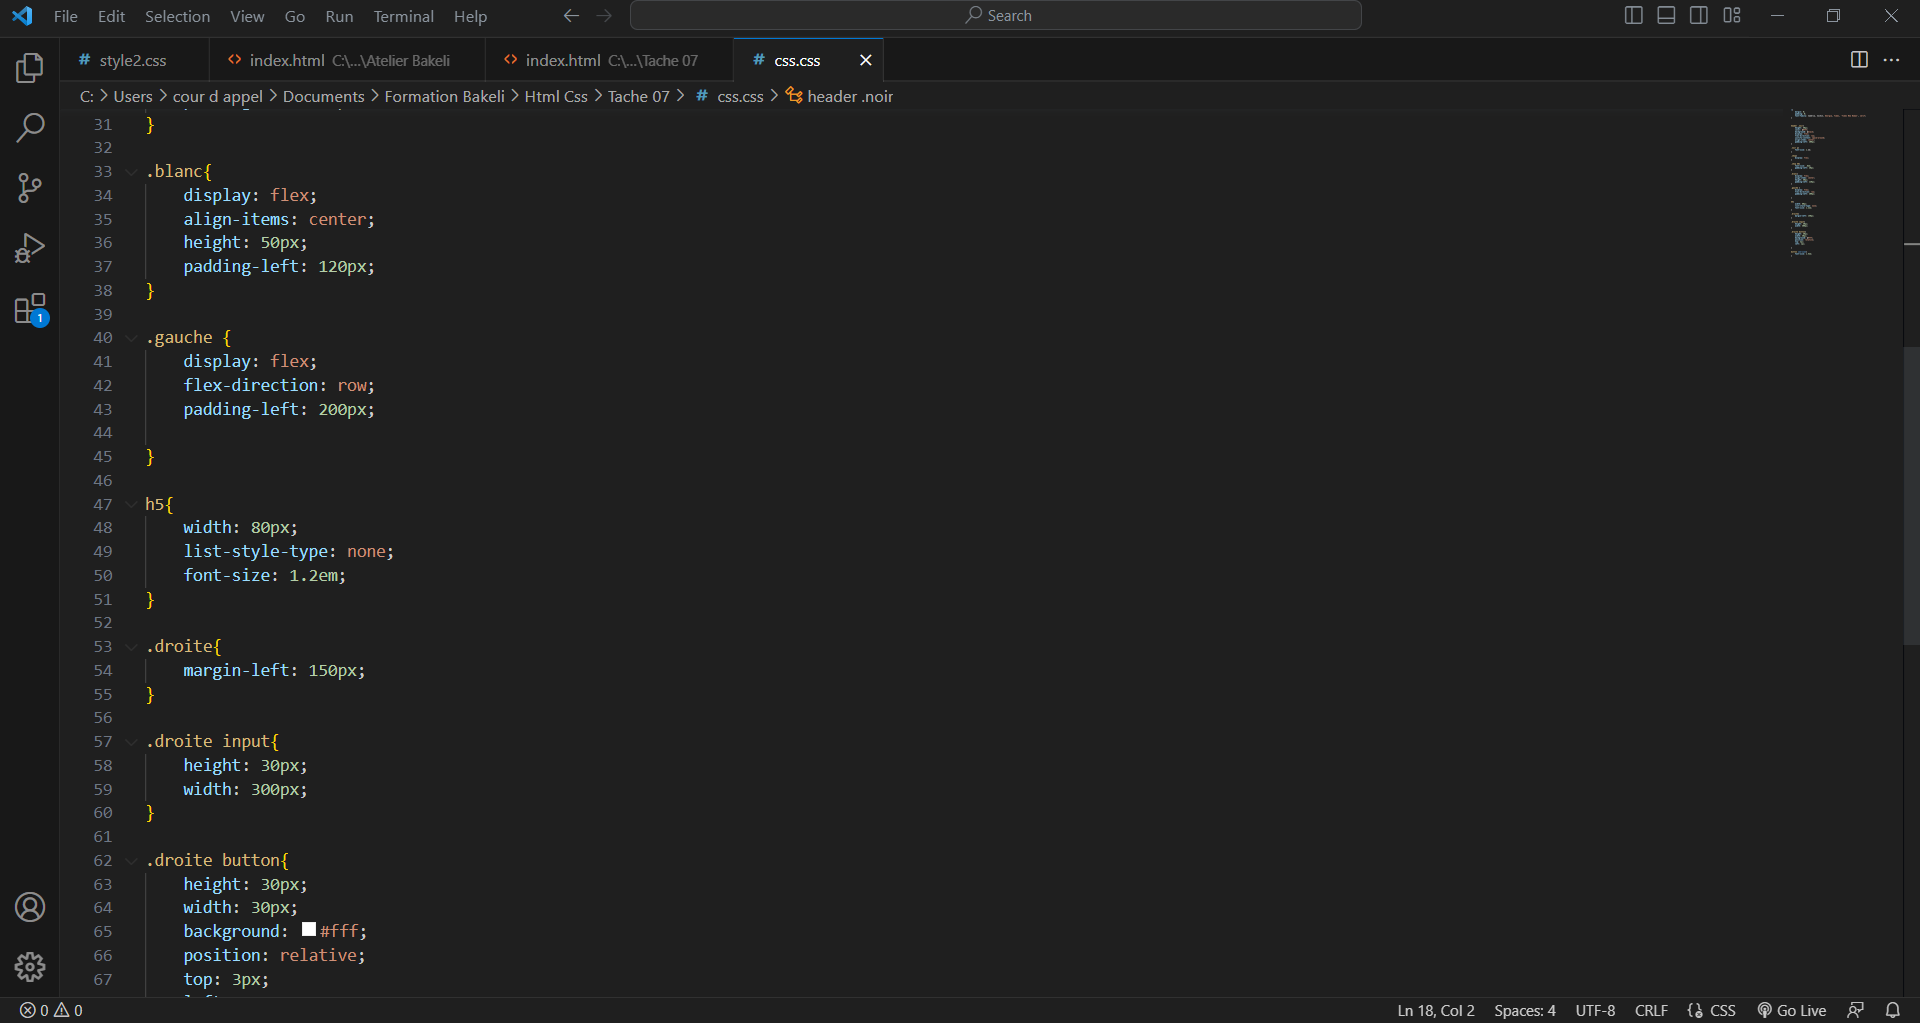 File Edit Selection View Go Run Terminal Help Search
# style2.css <> index.html C:\...\Atelier Bakeli <> index.html C:\...\Tache 07 # css.css
C: > Users > cour d appel > Documents > Formation Bakeli > Html Css > Tache 07 > # css.css > header .noir
31 }
32
33 .blanc{
34 display: flex;
35 align-items: center;
36 height: 50px;
37 padding-left: 120px;
38 }
39
40 .gauche {
41 display: flex;
42 flex-direction: row;
43 padding-left: 200px;
44
45 }
46
47 h5{
48 width: 80px;
49 list-style-type: none;
50 font-size: 1.2em;
51 }
52
53 .droite{
54 margin-left: 150px;
55 }
56
57 .droite input{
58 height: 30px;
59 width: 300px;
60 }
61
62 .droite button{
63 height: 30px;
64 width: 30px;
65 background: #fff;
66 position: relative;
67 top: 3px;
1
0 0 Ln 18, Col 2 Spaces: 4 UTF-8 CRLF CSS Go Live